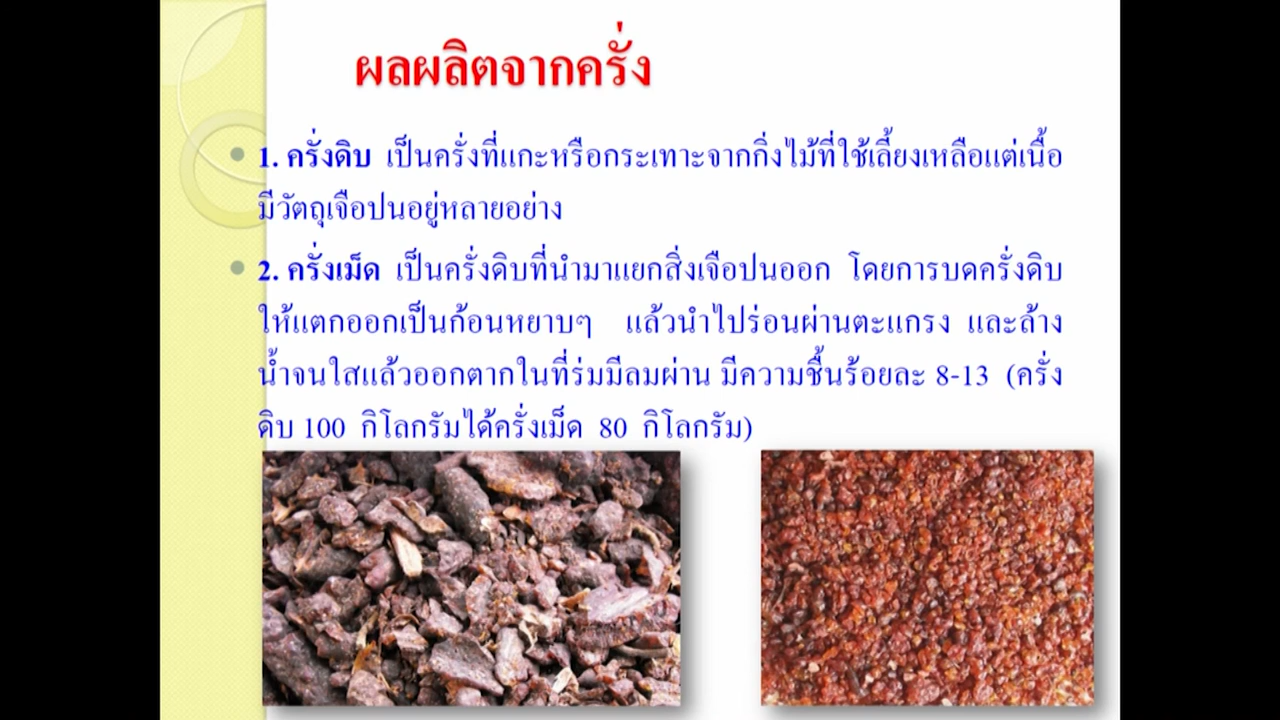 ผลผลิตจากครั่ง
1. ครั่งดิบ เป็นครั่งที่แกะหรือกระเทาะจากกิ่งไม้ที่ใช้เลี้ยงเหลือแต่เนื้อ
มีวัตถุเจือปนอยู่หลายอย่าง
2. ครั่งเม็ด เป็นครั่งดิบที่นำมาแยกสิ่งเจือปนออก โดยการบดครั่งดิบ
ให้แตกออกเป็นก้อนหยาบๆ แล้วนำไปร่อนผ่านตะแกรง และล้าง
น้ำจนใสแล้วออกตากในที่ร่มมีลมผ่าน มีความชื้นร้อยละ 8-13 (ครั่ง
ดิบ 100 กิโลกรัมได้ครั่งเม็ด 80 กิโลกรัม)